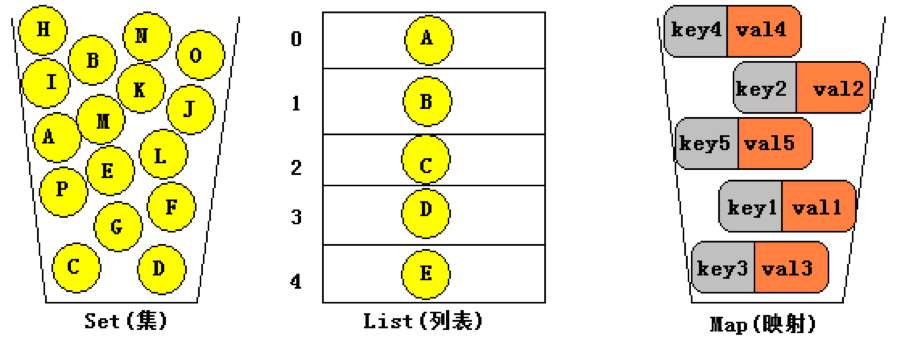 H
B
N
O
I
K
J
A
M
E
L
P
G
F
C
D
Set(集)
0
A
1
B
2
C
3
D
4
E
List(列表)
key4 val4
key2 val2
key5 val5
key1 val1
key3 val3
Map(映射)